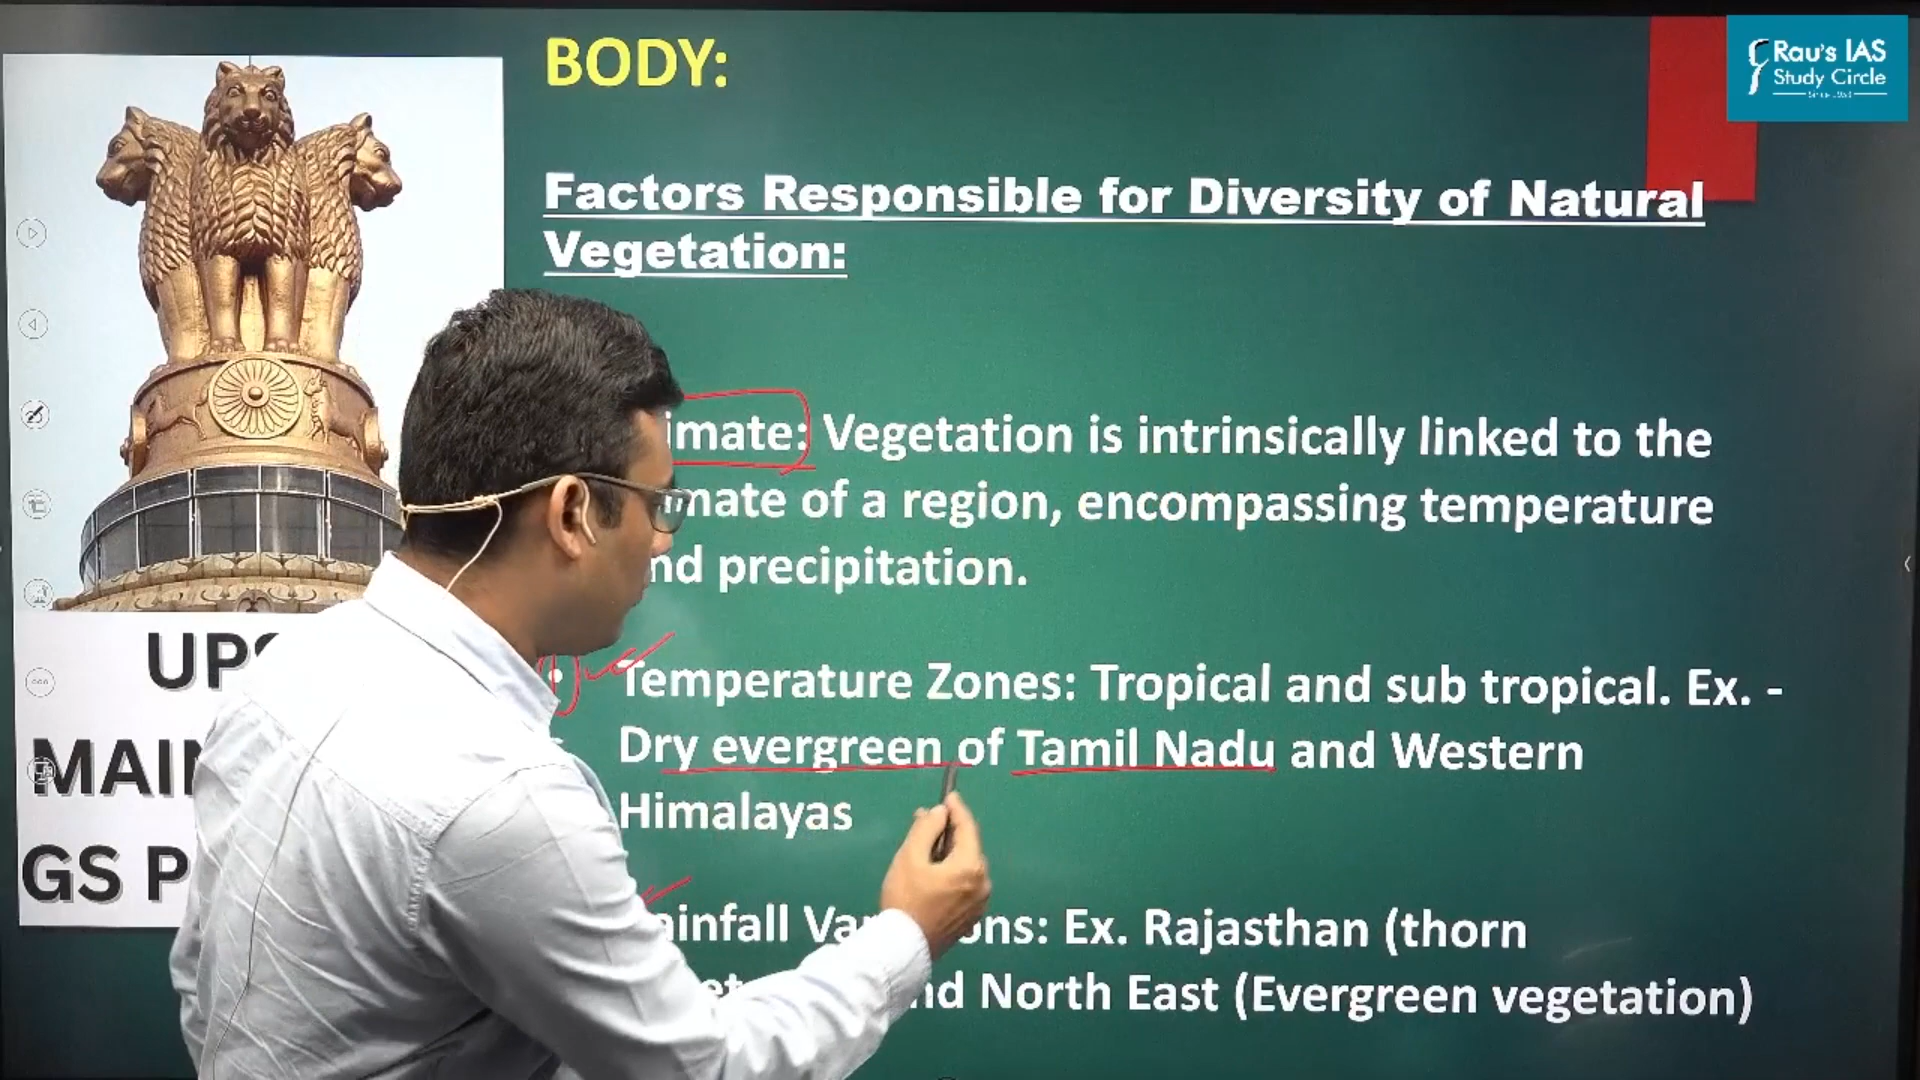 BODY:
Rau's IAS
Study Circle
Factors Responsible for Diversity of Natural
Vegetation:
imate: Vegetation is intrinsically linked to the
mate of a region, encompassing temperature
nd precipitation.
Temperature Zones: Tropical and sub tropical. Ex. -
Dry evergreen of Tamil Nadu and Western
Himalayas
ainfall Va ons: Ex. Rajasthan (thorn
nd North East (Evergreen vegetation)
UPS
MAIN
GS P